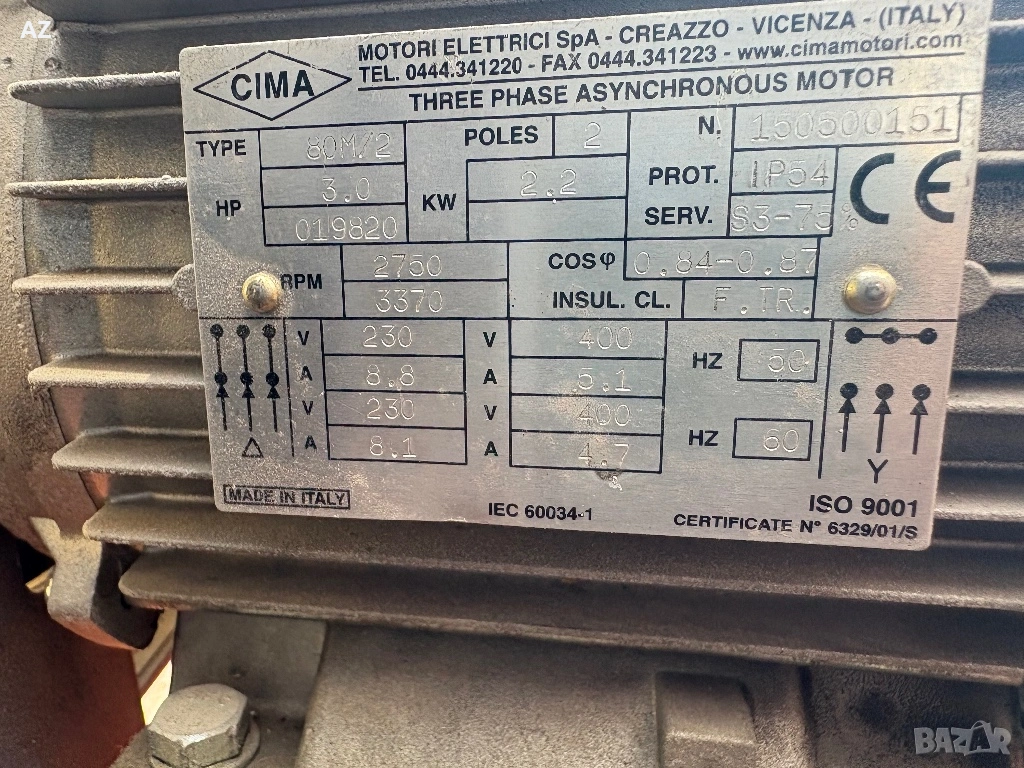 AZ
CIMA
MOTORI ELETTRICI SpA - CREAZZO - VICENZA - (ITALY)
TEL. 0444.341220 - FAX 0444.341223 - www.cimamotori.com
THREE PHASE ASYNCHRONOUS MOTOR
TYPE 80M/2 POLES 2 N. 150500151
HP 3.0 KW 2.2 PROT. IP54 CE
019820 SERV. S3-75%
RPM 2750 COSφ 0.84-0.87
3370 INSUL. CL. F.TR.
V 230 V 400 HZ 50
A 8.8 A 5.1
V 230 V 400 HZ 60
A 8.1 A 4.7
Δ Y
MADE IN ITALY IEC 60034-1 ISO 9001
CERTIFICATE N° 6329/01/S
BAZAR